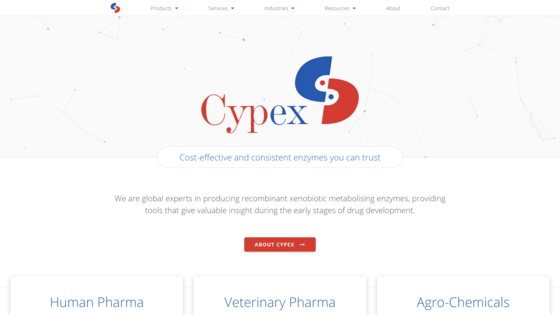 Products Services Industries Resources About Contact
Cypex
Cost-effective and consistent enzymes you can trust
We are global experts in producing recombinant xenobiotic metabolising enzymes, providing
tools that give valuable insight during the early stages of drug development.
ABOUT CYPEX
Human Pharma Veterinary Pharma Agro-Chemicals